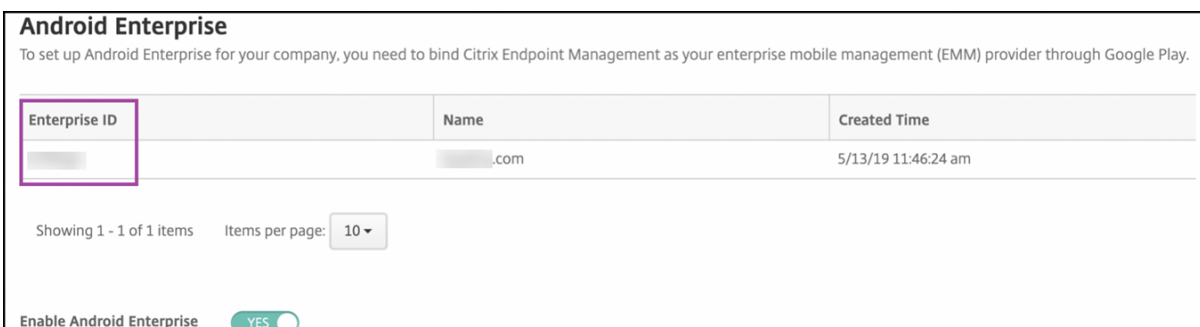 Android Enterprise
To set up Android Enterprise for your company, you need to bind Citrix Endpoint Management as your enterprise mobile management (EMM) provider through Google Play.
Enterprise ID Name Created Time
.com 5/13/19 11:46:24 am
Showing 1 - 1 of 1 items Items per page: 10
Enable Android Enterprise YES